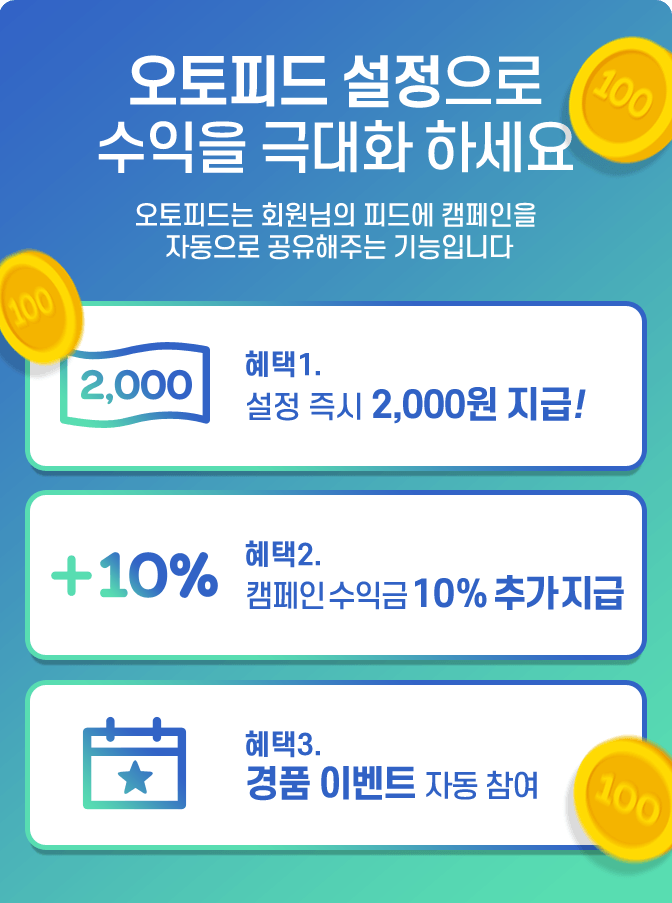 오토피드 설정으로
수익을 극대화 하세요
100
오토피드는 회원님의 피드에 캠페인을
자동으로 공유해주는 기능입니다
100
2,000
혜택1.
설정 즉시 2,000원 지급!
+10%
혜택2.
캠페인 수익금 10% 추가 지급
혜택3.
경품 이벤트 자동 참여
100